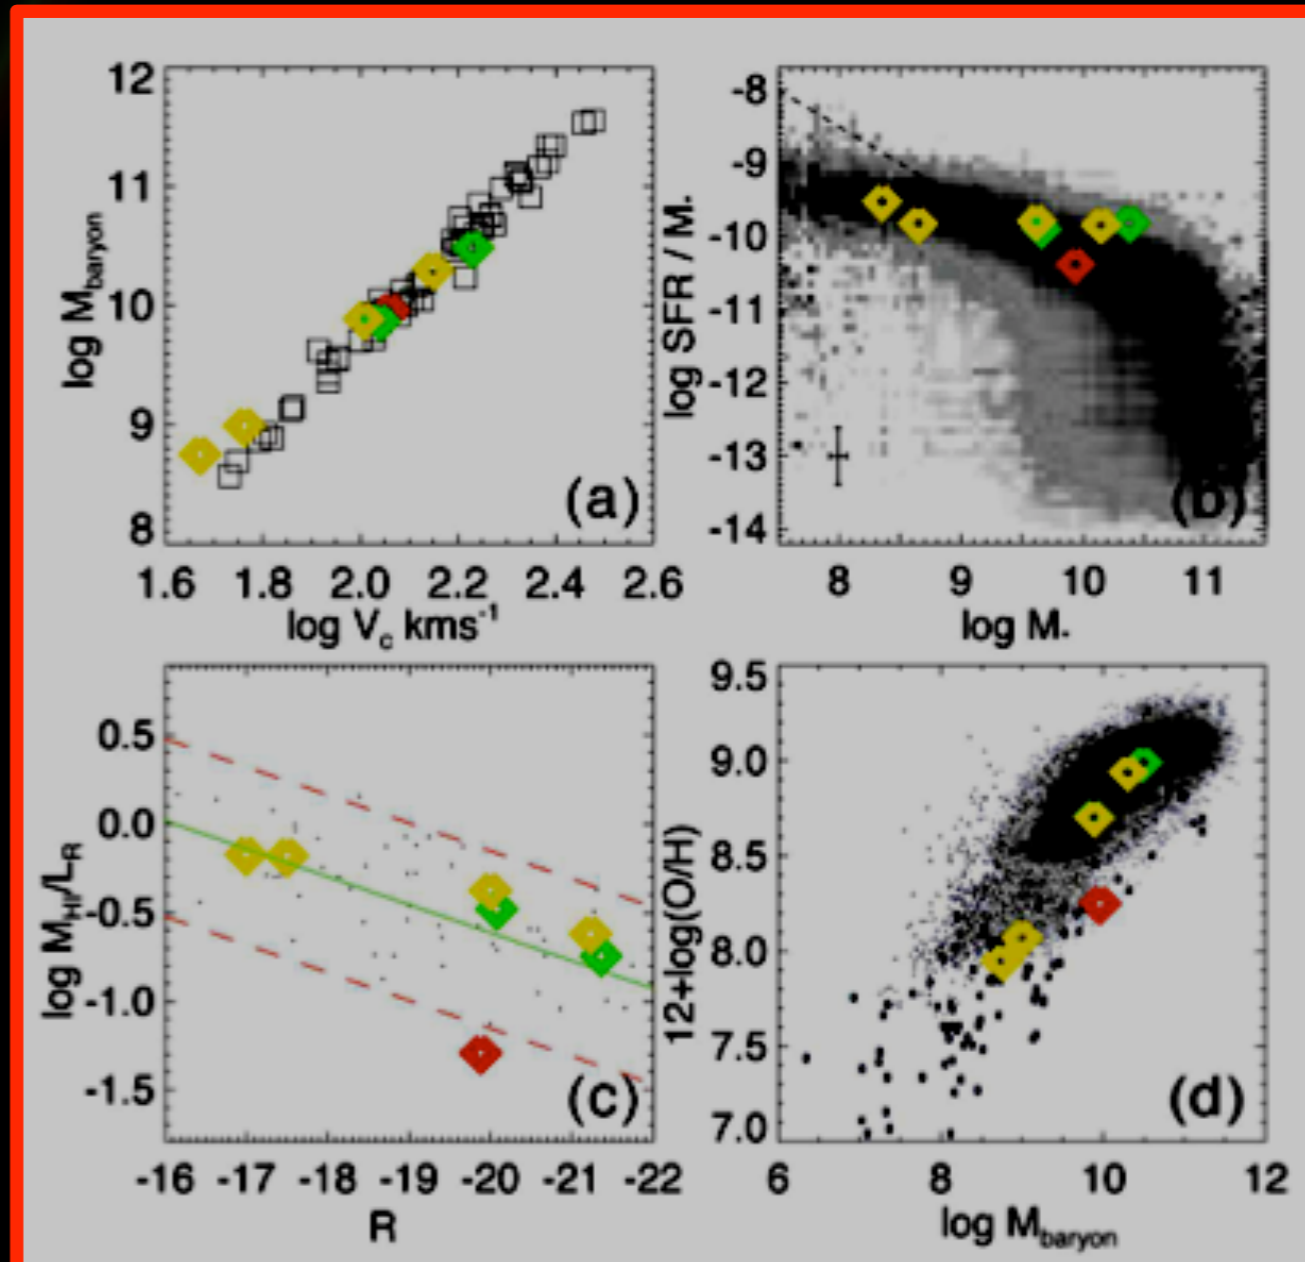 12
11
10
9
8
log M_baryon
(a)
1.6 1.8 2.0 2.2 2.4 2.6
log V_c kms^-1
-8
-9
-10
-11
-12
-13
-14
log SFR / M*
(b)
8 9 10 11
log M*
0.5
0.0
-0.5
-1.0
-1.5
log M_HI/L_R
(c)
-16 -17 -18 -19 -20 -21 -22
R
9.5
9.0
8.5
8.0
7.5
7.0
12+log(O/H)
(d)
6 8 10 12
log M_baryon